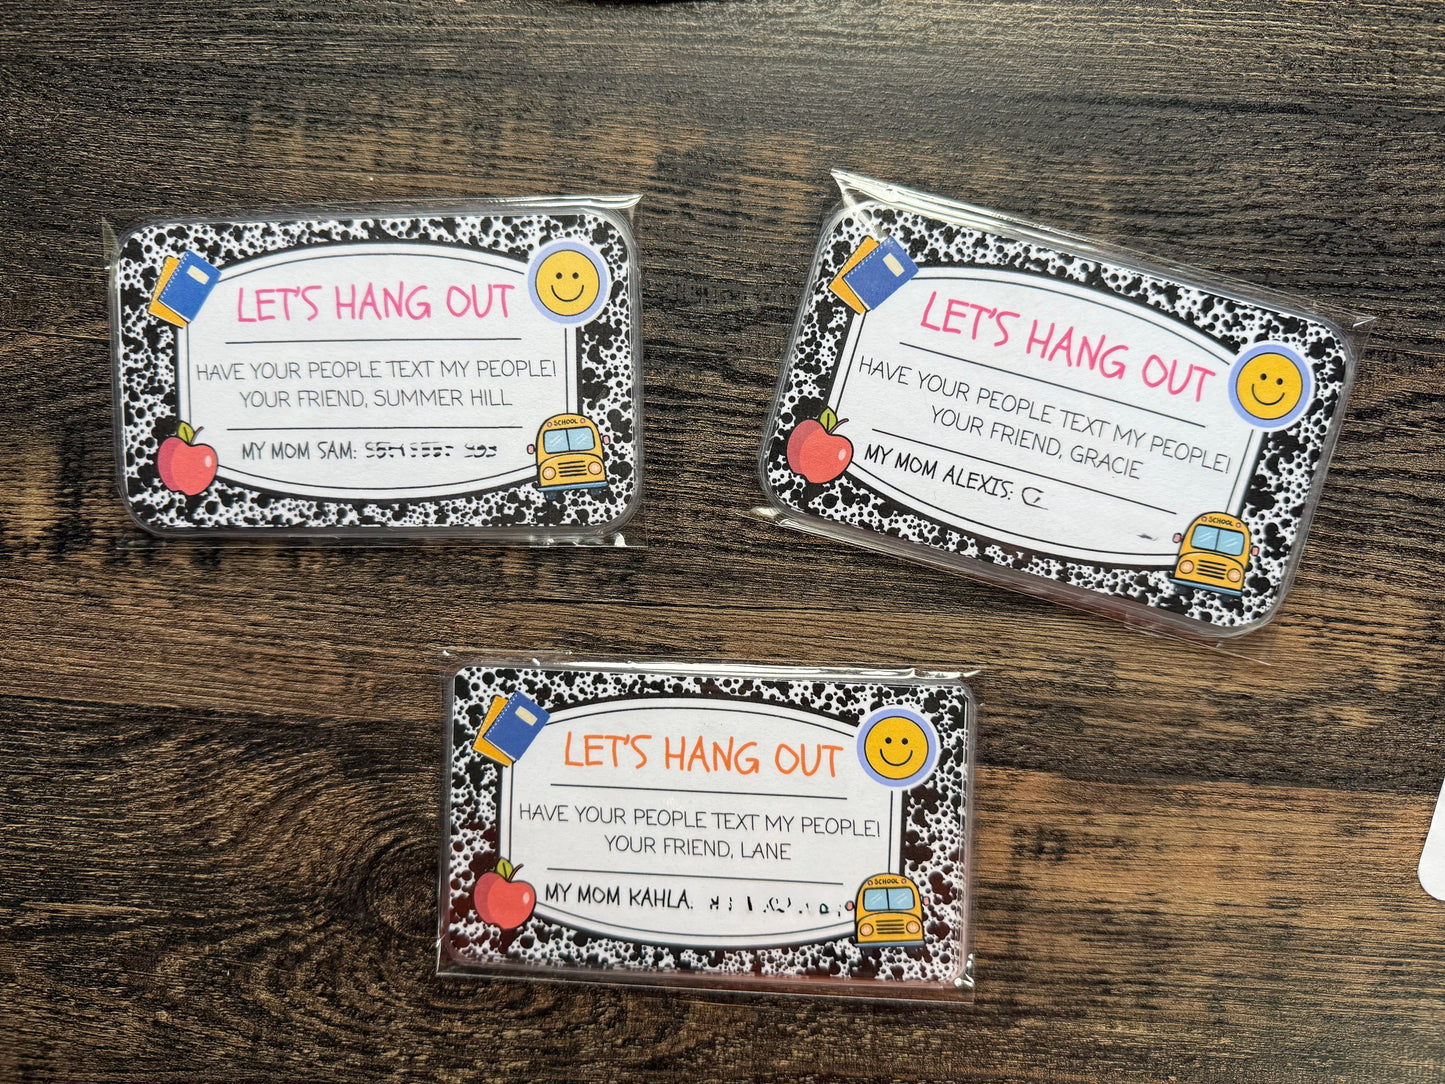 LET'S HANG OUT
HAVE YOUR PEOPLE TEXT MY PEOPLE!
YOUR FRIEND, SUMMER HILL
MY MOM SAM:
SCHOOL
LET'S HANG OUT
HAVE YOUR PEOPLE TEXT MY PEOPLE!
YOUR FRIEND, GRACIE
MY MOM ALEXIS:
SCHOOL
LET'S HANG OUT
HAVE YOUR PEOPLE TEXT MY PEOPLE!
YOUR FRIEND, LANE
MY MOM KAHLA:
SCHOOL